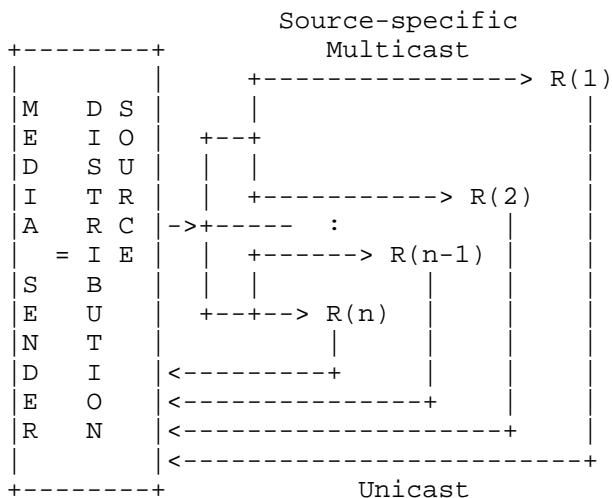 Source-specific
+--------+              Multicast
|        |     +----------------> R(1)
|M   D S |     |                    |
|E   I O |  +--+                    |
|D   S U |  |  |                    |
|I   T R |  |  +-----------> R(2)   |
|A   R C |->+-----  :          |    |
|  = I E |  |  +------> R(n-1) |    |
|S   B   |  |  |          |    |    |
|E   U   |  +--+--> R(n)  |    |    |
|N   T   |          |     |    |    |
|D   I   |<---------+     |    |    |
|E   O   |<---------------+    |    |
|R   N   |<--------------------+    |
|        |<-------------------------+
+--------+            Unicast